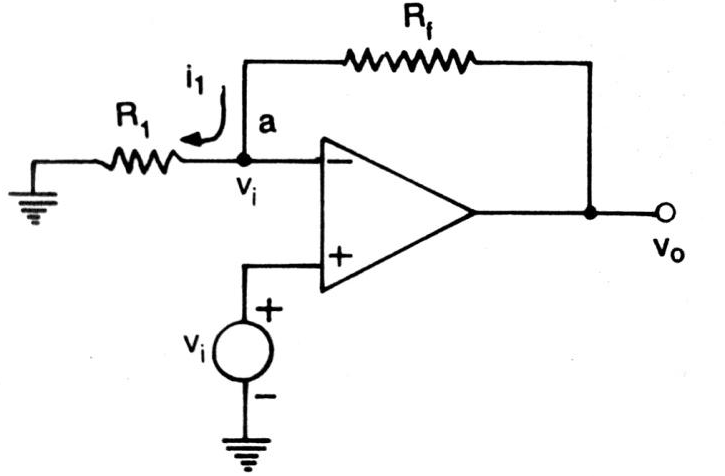 R_f
i_1
R_1
a
v_i
−
+
v_o
+
v_i
−